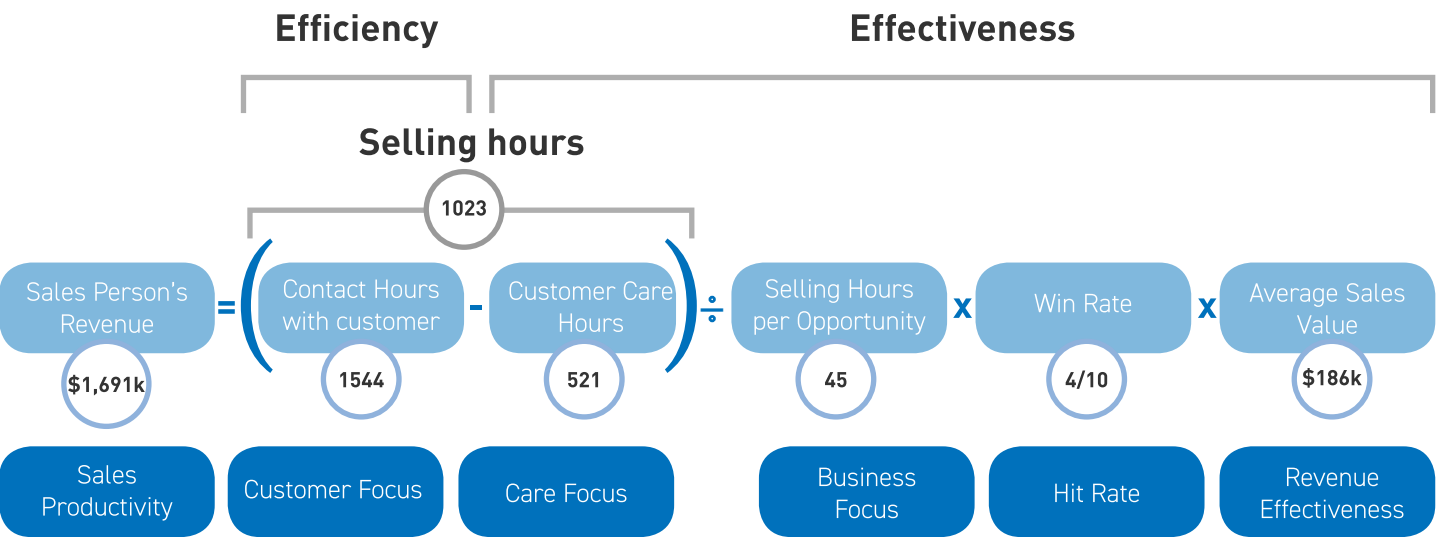 Efficiency
Effectiveness
Selling hours
1023
Sales Person's
Revenue
=
(
Contact Hours
with customer
-
Customer Care
Hours
)
÷
Selling Hours
per Opportunity
x
Win Rate
x
Average Sales
Value
$1,691k
1544
521
45
4/10
$186k
Sales
Productivity
Customer Focus
Care Focus
Business
Focus
Hit Rate
Revenue
Effectiveness